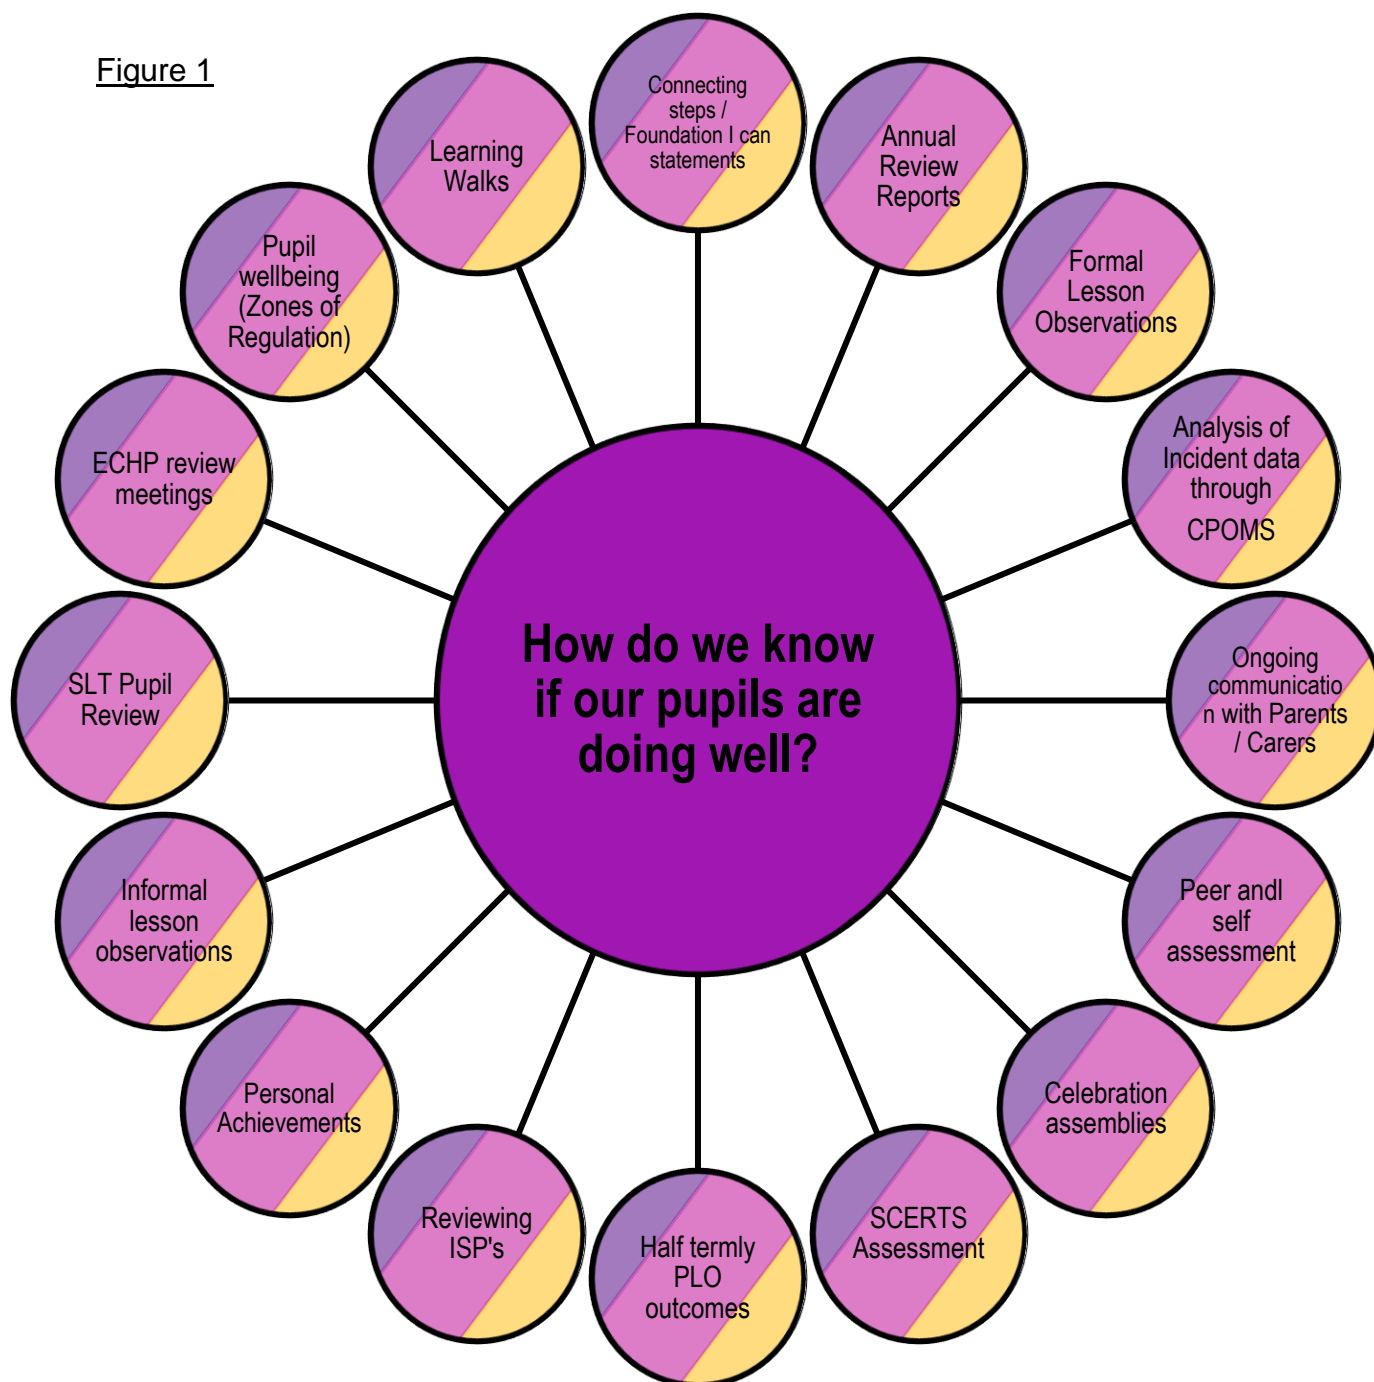 Figure 1
Connecting
steps /
Foundation I can
statements
Annual
Review
Reports
Formal
Lesson
Observations
Analysis of
Incident data
through
CPOMS
Ongoing
communicatio
n with Parents
/ Carers
Peer andl
self
assessment
Celebration
assemblies
SCERTS
Assessment
Half termly
PLO
outcomes
Reviewing
ISP's
Personal
Achievements
Informal
lesson
observations
SLT Pupil
Review
ECHP review
meetings
Pupil
wellbeing
(Zones of
Regulation)
Learning
Walks
How do we know
if our pupils are
doing well?